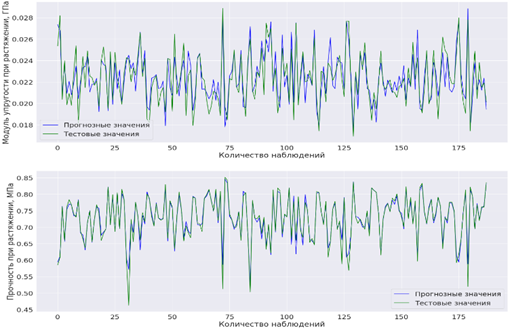 Модуль упругости при растяжении, ГПа
0.028
0.026
0.024
0.022
0.020
0.018
Прогнозные значения
Тестовые значения
0 25 50 75 100 125 150 175
Количество наблюдений
Прочность при растяжении, МПа
0.85
0.80
0.75
0.70
0.65
0.60
0.55
0.50
0.45
Прогнозные значения
Тестовые значения
0 25 50 75 100 125 150 175
Количество наблюдений